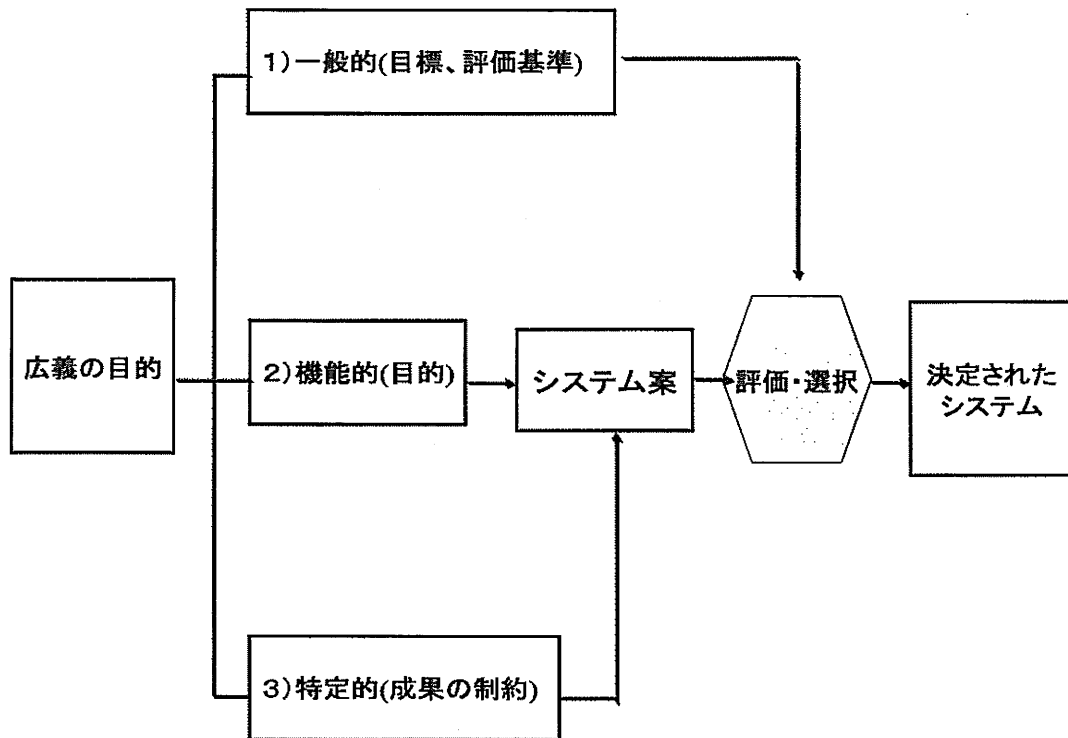 1)一般的(目標、評価基準)
広義の目的
2)機能的(目的)
システム案
評価・選択
決定された
システム
3)特定的(成果の制約)